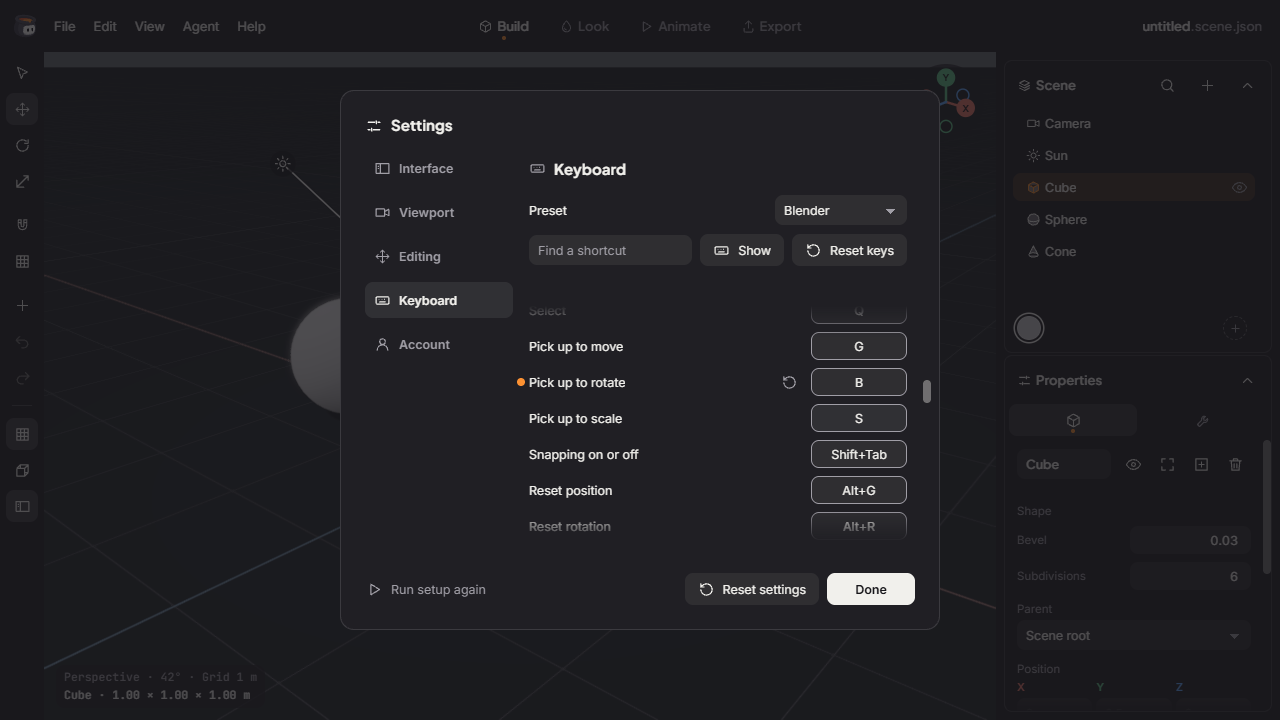 File Edit View Agent Help
Build Look Animate Export
untitled.scene.json
Settings
Interface
Viewport
Editing
Keyboard
Account
Keyboard
Preset
Blender
Find a shortcut
Show
Reset keys
Select Q
Pick up to move G
Pick up to rotate B
Pick up to scale S
Snapping on or off Shift+Tab
Reset position Alt+G
Reset rotation Alt+R
Run setup again
Reset settings
Done
Y
X
Scene
Camera
Sun
Cube
Sphere
Cone
Properties
Cube
Shape
Bevel 0.03
Subdivisions 6
Parent
Scene root
Position
X Y Z
Perspective · 42° · Grid 1 m
Cube · 1.00 × 1.00 × 1.00 m